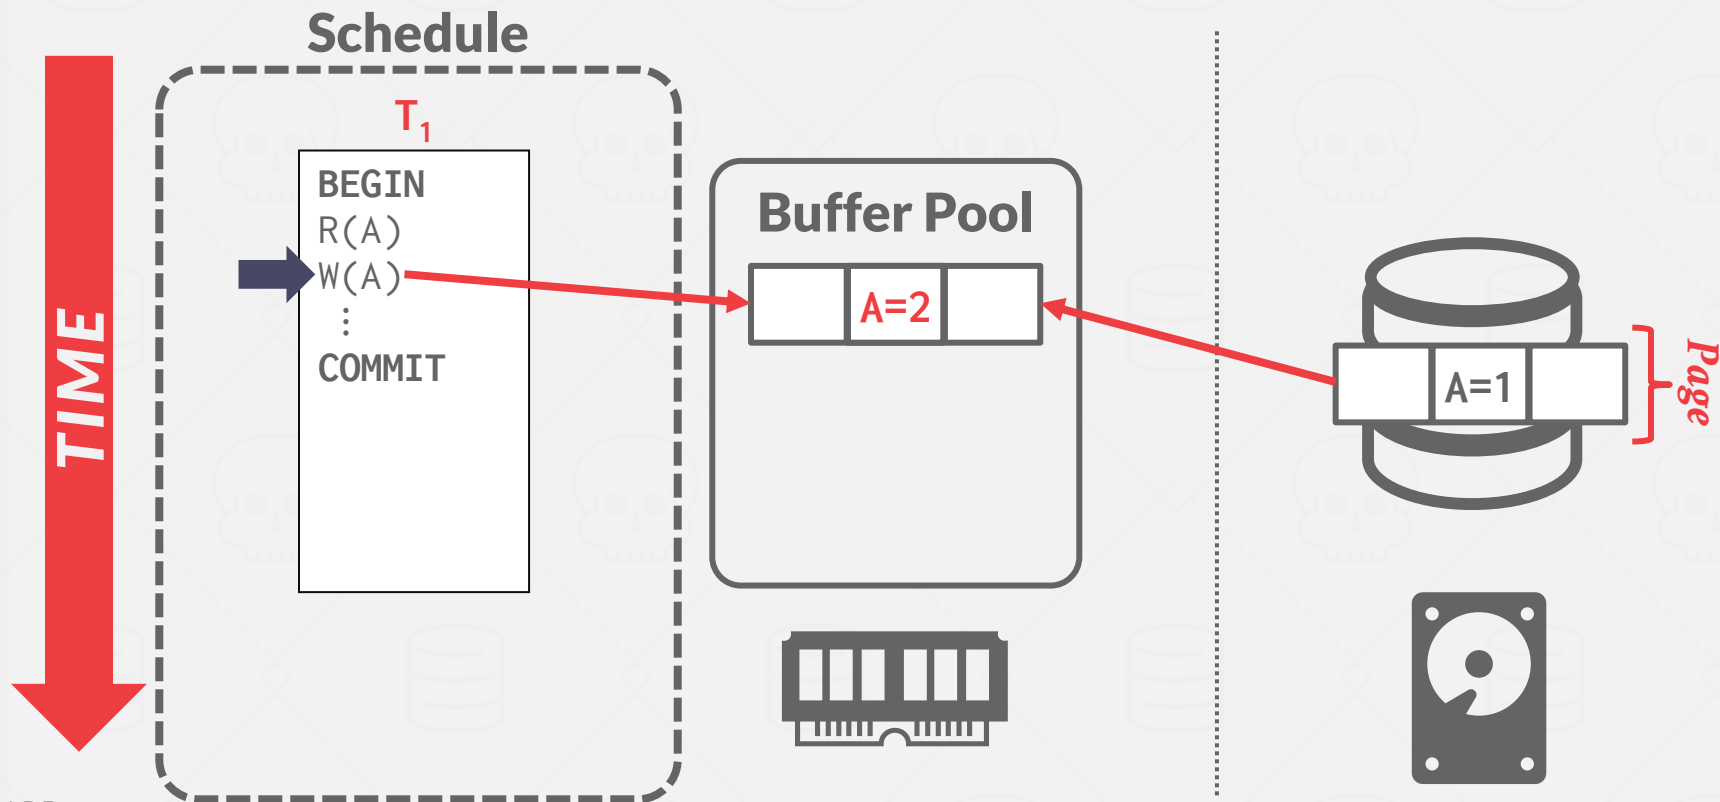 Schedule
TIME
T₁
BEGIN
R(A)
W(A)
⋮
COMMIT
Buffer Pool
A=2
A=1
Page